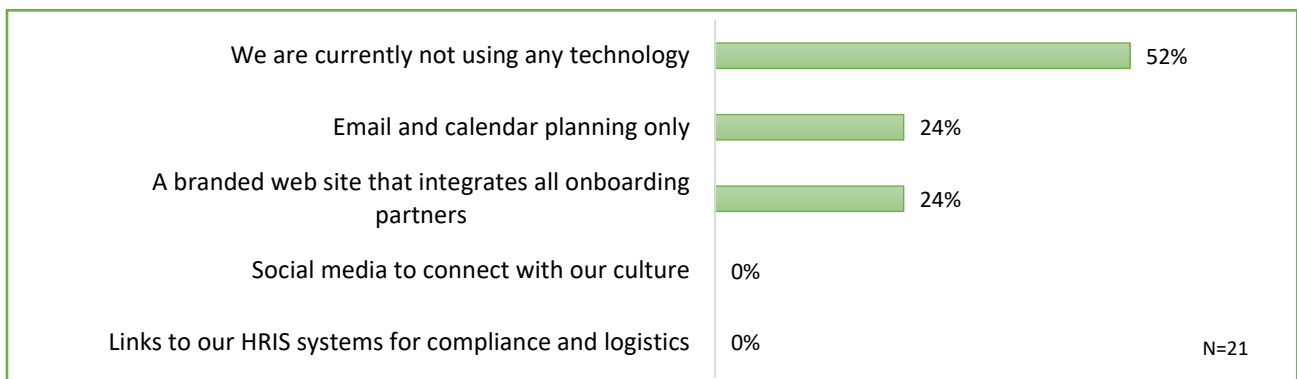 We are currently not using any technology
52%
Email and calendar planning only
24%
A branded web site that integrates all onboarding
partners
24%
Social media to connect with our culture
0%
Links to our HRIS systems for compliance and logistics
0%
N=21